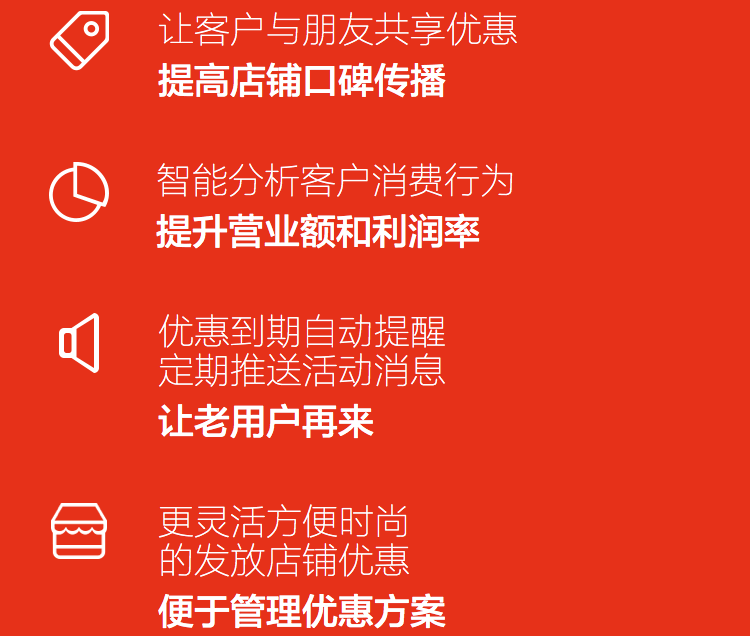 让客户与朋友共享优惠
提高店铺口碑传播
智能分析客户消费行为
提升营业额和利润率
优惠到期自动提醒
定期推送活动消息
让老用户再来
更灵活方便时尚
的发放店铺优惠
便于管理优惠方案